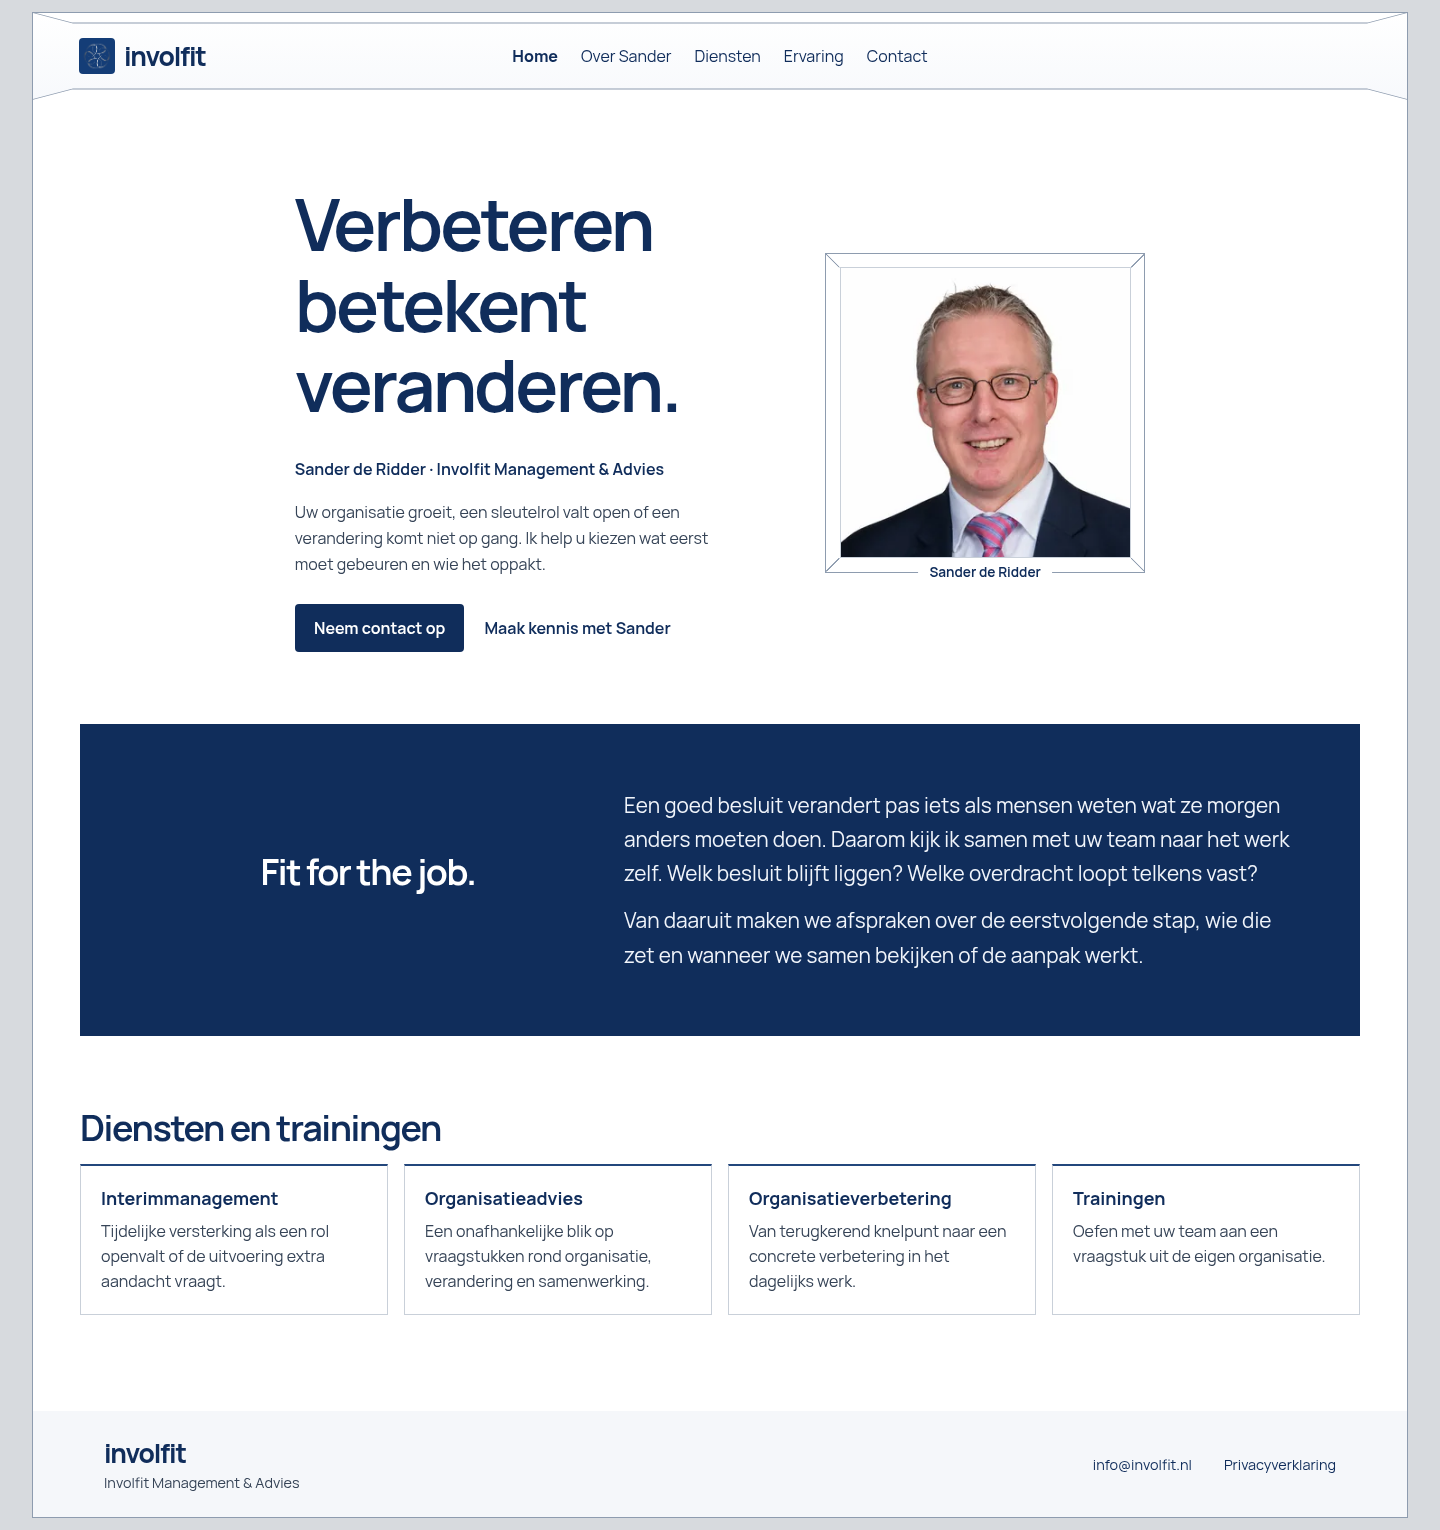 involfit
Home Over Sander Diensten Ervaring Contact
Verbeteren
betekent
veranderen.
Sander de Ridder · Involfit Management & Advies
Uw organisatie groeit, een sleutelrol valt open of een
verandering komt niet op gang. Ik help u kiezen wat eerst
moet gebeuren en wie het oppakt.
Neem contact op
Maak kennis met Sander
Sander de Ridder
Fit for the job.
Een goed besluit verandert pas iets als mensen weten wat ze morgen
anders moeten doen. Daarom kijk ik samen met uw team naar het werk
zelf. Welk besluit blijft liggen? Welke overdracht loopt telkens vast?
Van daaruit maken we afspraken over de eerstvolgende stap, wie die
zet en wanneer we samen bekijken of de aanpak werkt.
Diensten en trainingen
Interimmanagement
Tijdelijke versterking als een rol
openvalt of de uitvoering extra
aandacht vraagt.
Organisatieadvies
Een onafhankelijke blik op
vraagstukken rond organisatie,
verandering en samenwerking.
Organisatieverbetering
Van terugkerend knelpunt naar een
concrete verbetering in het
dagelijks werk.
Trainingen
Oefen met uw team aan een
vraagstuk uit de eigen organisatie.
involfit
Involfit Management & Advies
info@involfit.nl
Privacyverklaring